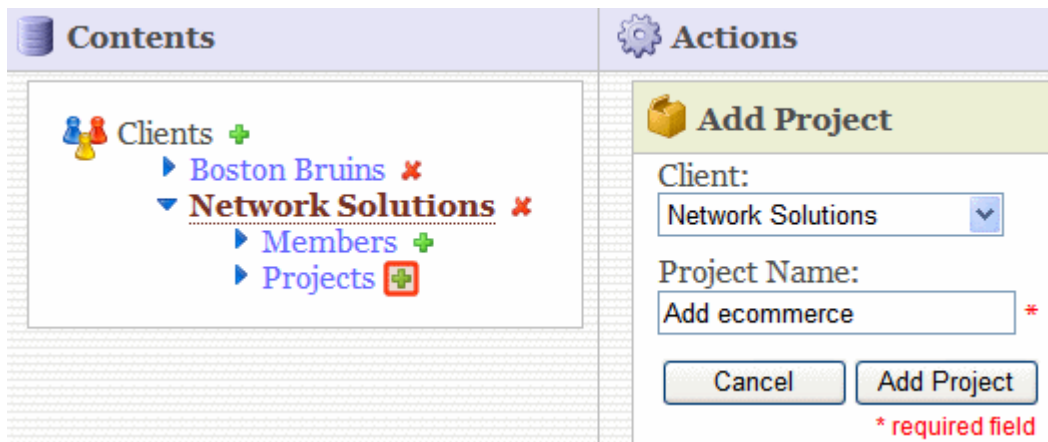 Contents
Clients
Boston Bruins
Network Solutions
Members
Projects
Actions
Add Project
Client:
Network Solutions
Project Name:
Add ecommerce
*
Cancel
Add Project
* required field